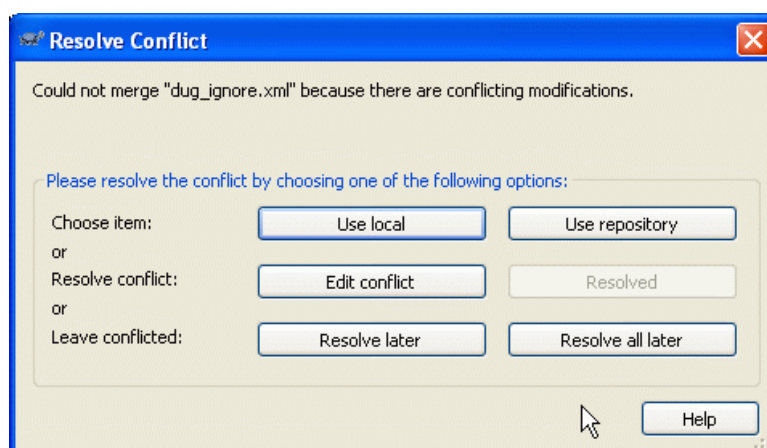 Resolve Conflict
Could not merge "dug_ignore.xml" because there are conflicting modifications.
Please resolve the conflict by choosing one of the following options:
Choose item: Use local Use repository
or
Resolve conflict: Edit conflict Resolved
or
Leave conflicted: Resolve later Resolve all later
Help